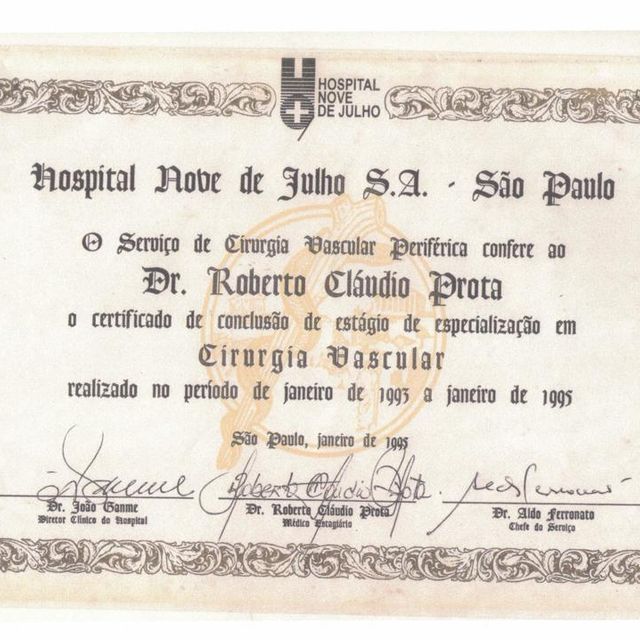 HOSPITAL
NOVE
DE JULHO
Hospital Nove de Julho S.A. - São Paulo
O Serviço de Cirurgia Vascular Periférica confere ao
Dr. Roberto Cláudio Prota
o certificado de conclusão de estágio de especialização em
Cirurgia Vascular
realizado no período de janeiro de 1993 a janeiro de 1995
São Paulo, janeiro de 1995
Roberto Cláudio Prota
Dr. João Ganme
Diretor Clínico do Hospital
Dr. Roberto Cláudio Prota
Médico Estagiário
Dr. Aldo Ferronato
Chefe do Serviço